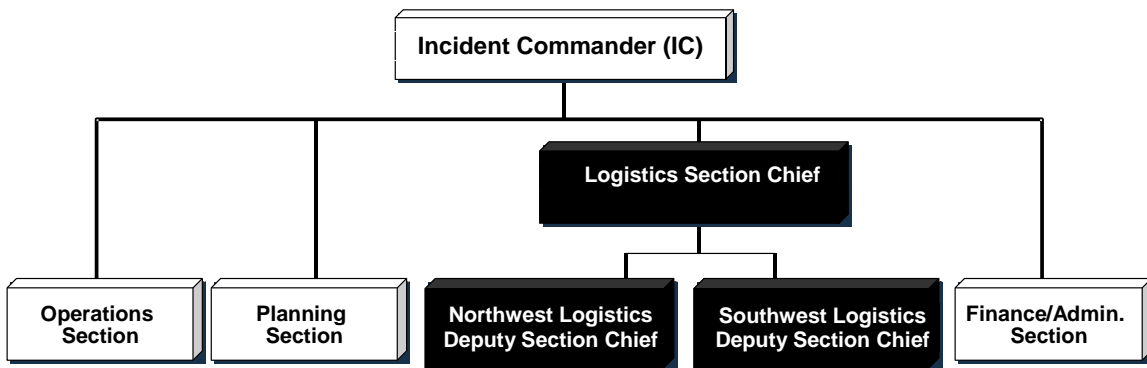 Incident Commander (IC)
Logistics Section Chief
Operations
Section
Planning
Section
Northwest Logistics
Deputy Section Chief
Southwest Logistics
Deputy Section Chief
Finance/Admin.
Section